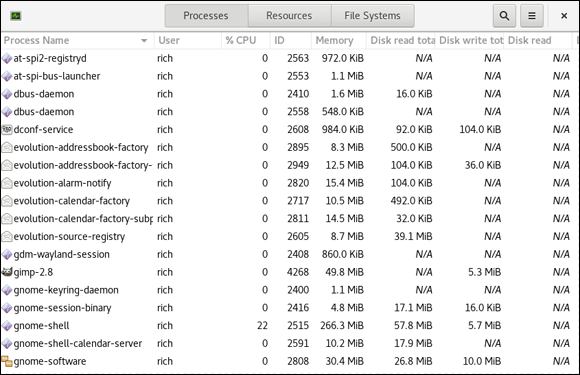 Processes Resources File Systems
Process Name User % CPU ID Memory Disk read tota Disk write tot Disk read
at-spi2-registryd rich 0 2563 972.0 KiB N/A N/A N/A
at-spi-bus-launcher rich 0 2553 1.1 MiB N/A N/A N/A
dbus-daemon rich 0 2410 1.6 MiB 16.0 KiB N/A N/A
dbus-daemon rich 0 2558 548.0 KiB N/A N/A N/A
dconf-service rich 0 2608 984.0 KiB 92.0 KiB 104.0 KiB N/A
evolution-addressbook-factory rich 0 2895 8.3 MiB 500.0 KiB N/A N/A
evolution-addressbook-factory- rich 0 2949 12.5 MiB 104.0 KiB 36.0 KiB N/A
evolution-alarm-notify rich 0 2820 15.4 MiB 104.0 KiB N/A N/A
evolution-calendar-factory rich 0 2717 10.5 MiB 492.0 KiB N/A N/A
evolution-calendar-factory-subp rich 0 2811 14.5 MiB 32.0 KiB N/A N/A
evolution-source-registry rich 0 2605 8.7 MiB 39.1 MiB N/A N/A
gdm-wayland-session rich 0 2408 860.0 KiB N/A N/A N/A
gimp-2.8 rich 0 4268 49.8 MiB N/A 5.3 MiB N/A
gnome-keyring-daemon rich 0 2400 1.1 MiB N/A N/A N/A
gnome-session-binary rich 0 2416 4.8 MiB 17.1 MiB 16.0 KiB N/A
gnome-shell rich 22 2515 266.3 MiB 57.8 MiB 5.7 MiB N/A
gnome-shell-calendar-server rich 0 2591 10.2 MiB 17.9 MiB N/A N/A
gnome-software rich 0 2808 30.4 MiB 26.8 MiB 10.0 MiB N/A